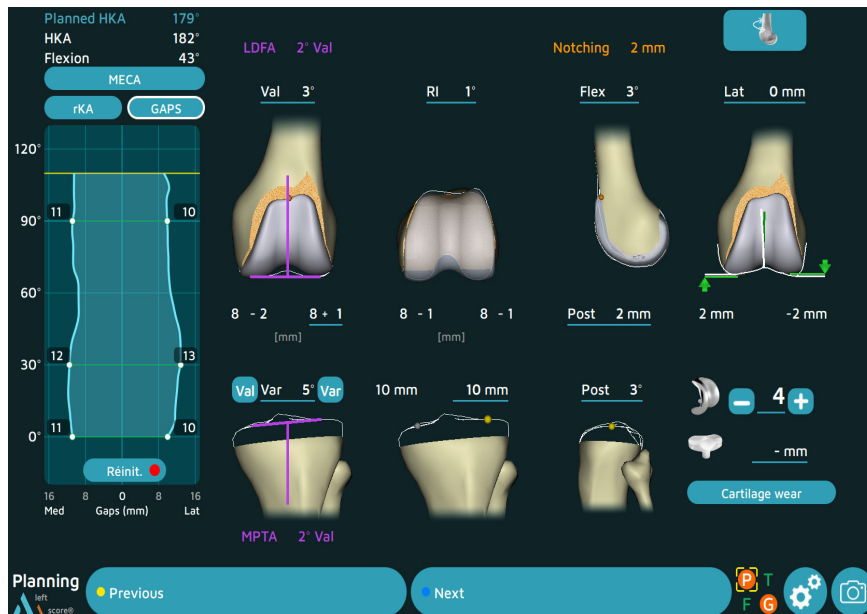 Planned HKA 179°
HKA 182°
Flexion 43°
MECA
rKA GAPS
LDFA 2° Val
Notching 2 mm
Val 3°
RI 1°
Flex 3°
Lat 0 mm
120°
90°
60°
30°
0°
11 10
12 13
11 10
Réinit.
16 8 0 8 16
Med Gaps (mm) Lat
8 - 2 8 + 1
[mm]
8 - 1 8 - 1
[mm]
Post 2 mm
2 mm -2 mm
Val Var 5° Var
10 mm 10 mm
Post 3°
4
- mm
Cartilage wear
MPTA 2° Val
Planning
left
score®
Previous
Next
P T
F G